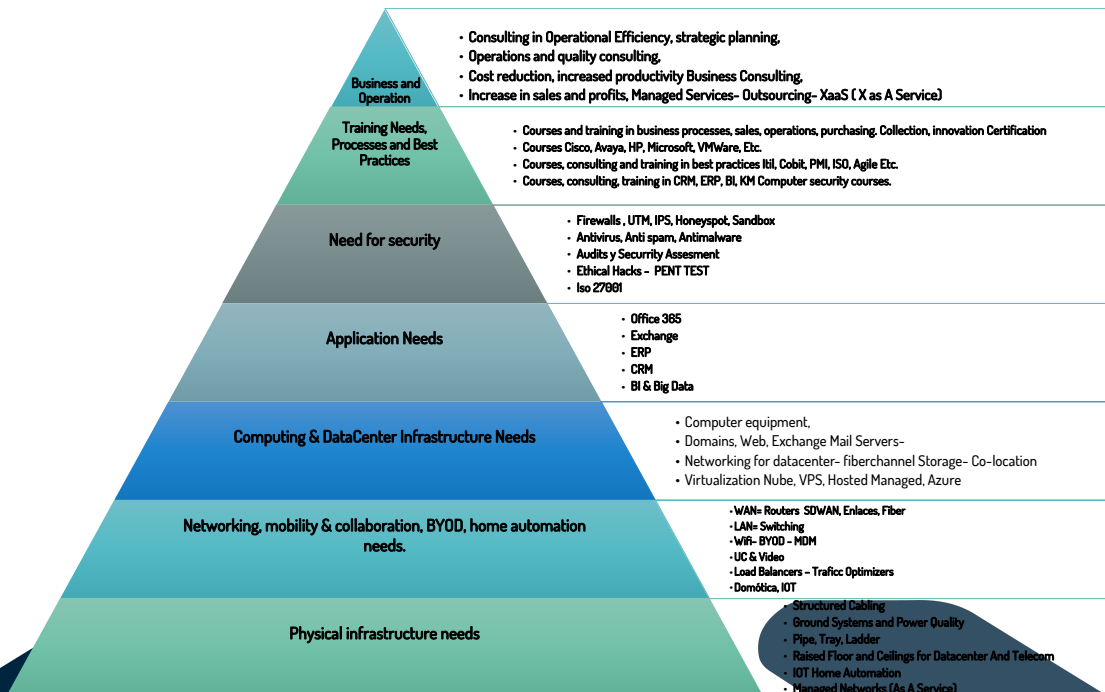 Business and
Operation
• Consulting in Operational Efficiency, strategic planning,
• Operations and quality consulting,
• Cost reduction, increased productivity Business Consulting,
• Increase in sales and profits, Managed Services- Outsourcing- XaaS ( X as A Service)
Training Needs,
Processes and Best
Practices
• Courses and training in business processes, sales, operations, purchasing. Collection, innovation Certification
• Courses Cisco, Avaya, HP, Microsoft, VMWare, Etc.
• Courses, consulting and training in best practices Itil, Cobit, PMI, ISO, Agile Etc.
• Courses, consulting, training in CRM, ERP, BI, KM Computer security courses.
Need for security
• Firewalls , UTM, IPS, Honeyspot, Sandbox
• Antivirus, Anti spam, Antimalware
• Audits y Securrity Assesment
• Ethical Hacks - PENT TEST
• Iso 27001
Application Needs
• Office 365
• Exchange
• ERP
• CRM
• BI & Big Data
Computing & DataCenter Infrastructure Needs
• Computer equipment,
• Domains, Web, Exchange Mail Servers-
• Networking for datacenter- fiberchannel Storage- Co-location
• Virtualization Nube, VPS, Hosted Managed, Azure
Networking, mobility & collaboration, BYOD, home automation
needs.
• WAN= Routers SDWAN, Enlaces, Fiber
• LAN= Switching
• Wifi- BYOD - MDM
• UC & Video
• Load Balancers - Traficc Optimizers
• Domótica, IOT
Physical infrastructure needs
• Structured Cabling
• Ground Systems and Power Quality
• Pipe, Tray, Ladder
• Raised Floor and Ceilings for Datacenter And Telecom
• IOT Home Automation
• Managed Networks (As A Service)